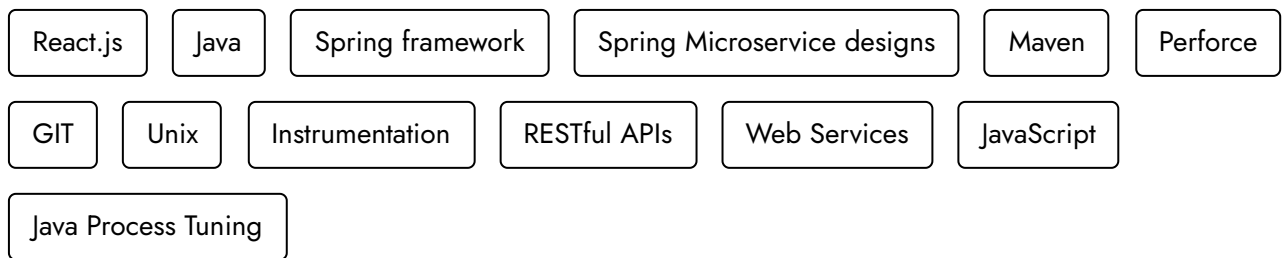 React.js Java Spring framework Spring Microservice designs Maven Perforce
GIT Unix Instrumentation RESTful APIs Web Services JavaScript
Java Process Tuning